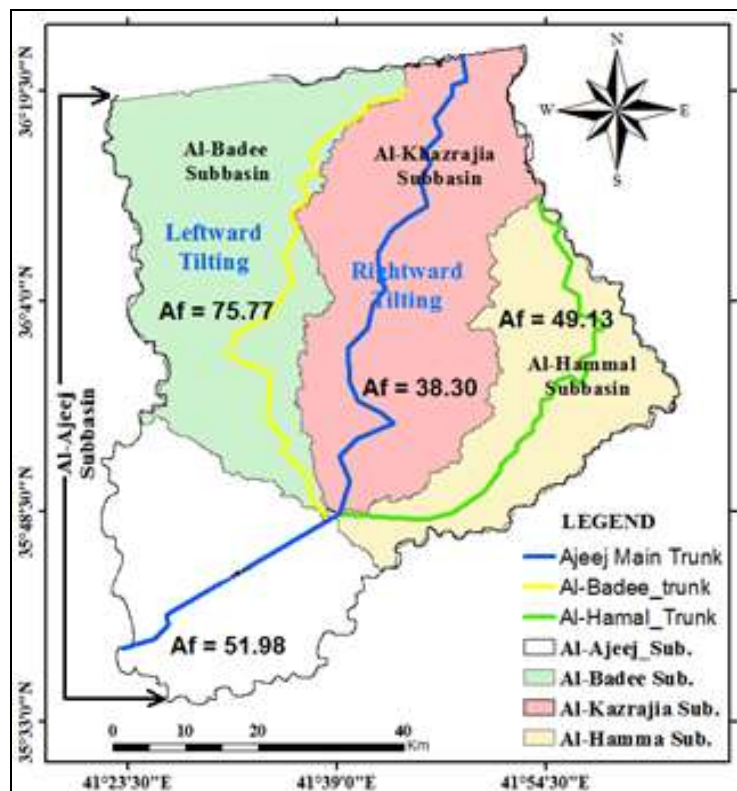 N
W
E
S
36°19'30"N
36°4'0"N
35°48'30"N
35°33'0"N
Al-Badee
Subbasin
Al-Khazrajia
Subbasin
Leftward
Tilting
Rightward
Tilting
Af = 75.77
Af = 49.13
Al-Hammal
Subbasin
Af = 38.30
Al-Ajeej
Subbasin
Af = 51.98
LEGEND
Ajeej Main Trunk
Al-Badee_trunk
Al-Hamal_Trunk
Al-Ajeej_Sub.
Al-Badee Sub.
Al-Kazrajia Sub.
Al-Hamma Sub.
0 5 10 20 30 40
Km
41°23'30"E
41°39'0"E
41°54'30"E